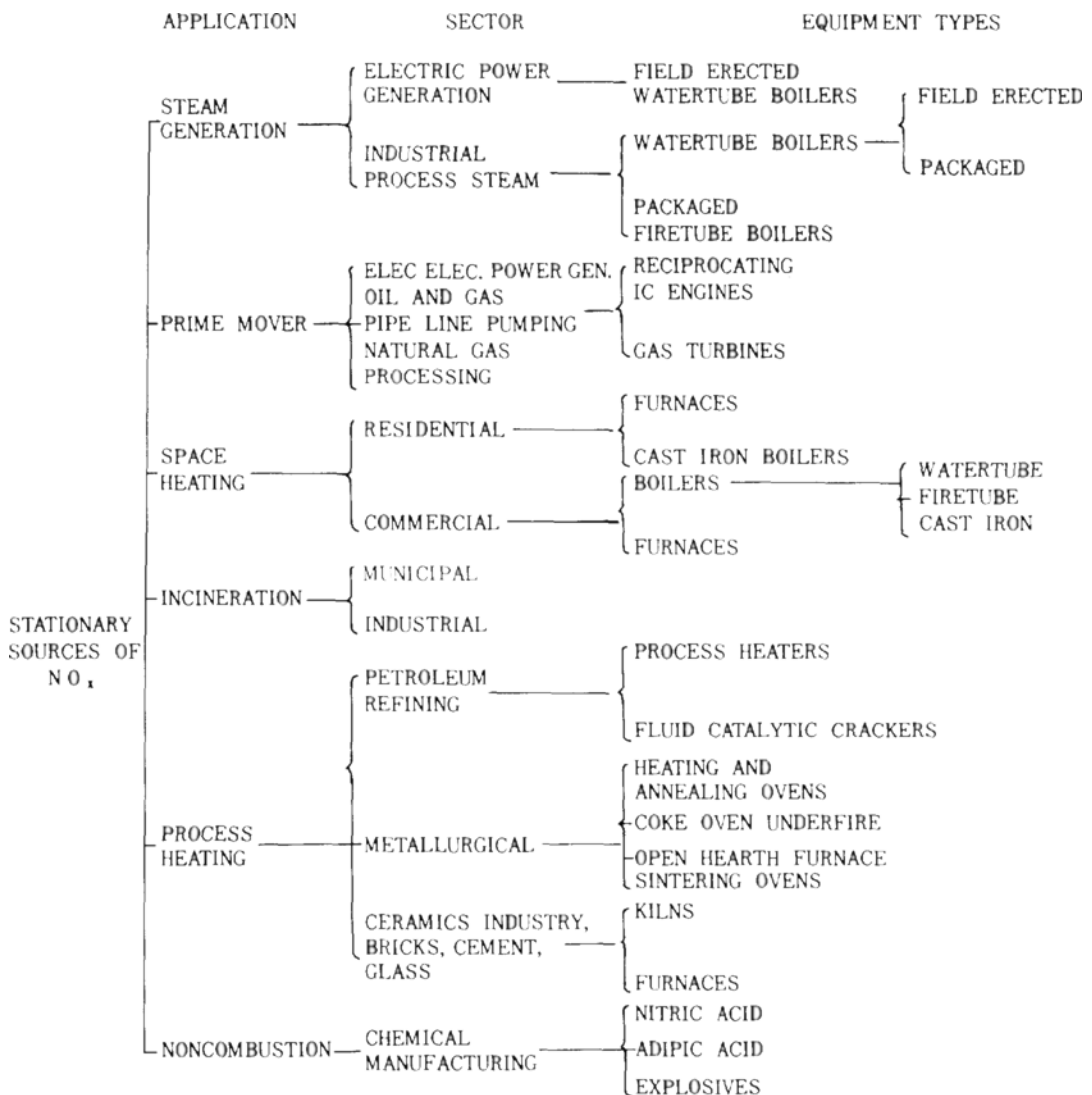 APPLICATION SECTOR EQUIPMENT TYPES
STEAM
GENERATION
ELECTRIC POWER
GENERATION
FIELD ERECTED
WATERTUBE BOILERS
INDUSTRIAL
PROCESS STEAM
WATERTUBE BOILERS
FIELD ERECTED
PACKAGED
PACKAGED
FIRETUBE BOILERS
PRIME MOVER
ELEC ELEC. POWER GEN.
OIL AND GAS
PIPE LINE PUMPING
NATURAL GAS
PROCESSING
RECIPROCATING
IC ENGINES
GAS TURBINES
SPACE
HEATING
RESIDENTIAL
FURNACES
CAST IRON BOILERS
COMMERCIAL
BOILERS
WATERTUBE
FIRETUBE
CAST IRON
FURNACES
INCINERATION
MUNICIPAL
INDUSTRIAL
STATIONARY
SOURCES OF
NOₓ
PROCESS
HEATING
PETROLEUM
REFINING
PROCESS HEATERS
FLUID CATALYTIC CRACKERS
METALLURGICAL
HEATING AND
ANNEALING OVENS
COKE OVEN UNDERFIRE
OPEN HEARTH FURNACE
SINTERING OVENS
CERAMICS INDUSTRY,
BRICKS, CEMENT,
GLASS
KILNS
FURNACES
NONCOMBUSTION
CHEMICAL
MANUFACTURING
NITRIC ACID
ADIPIC ACID
EXPLOSIVES